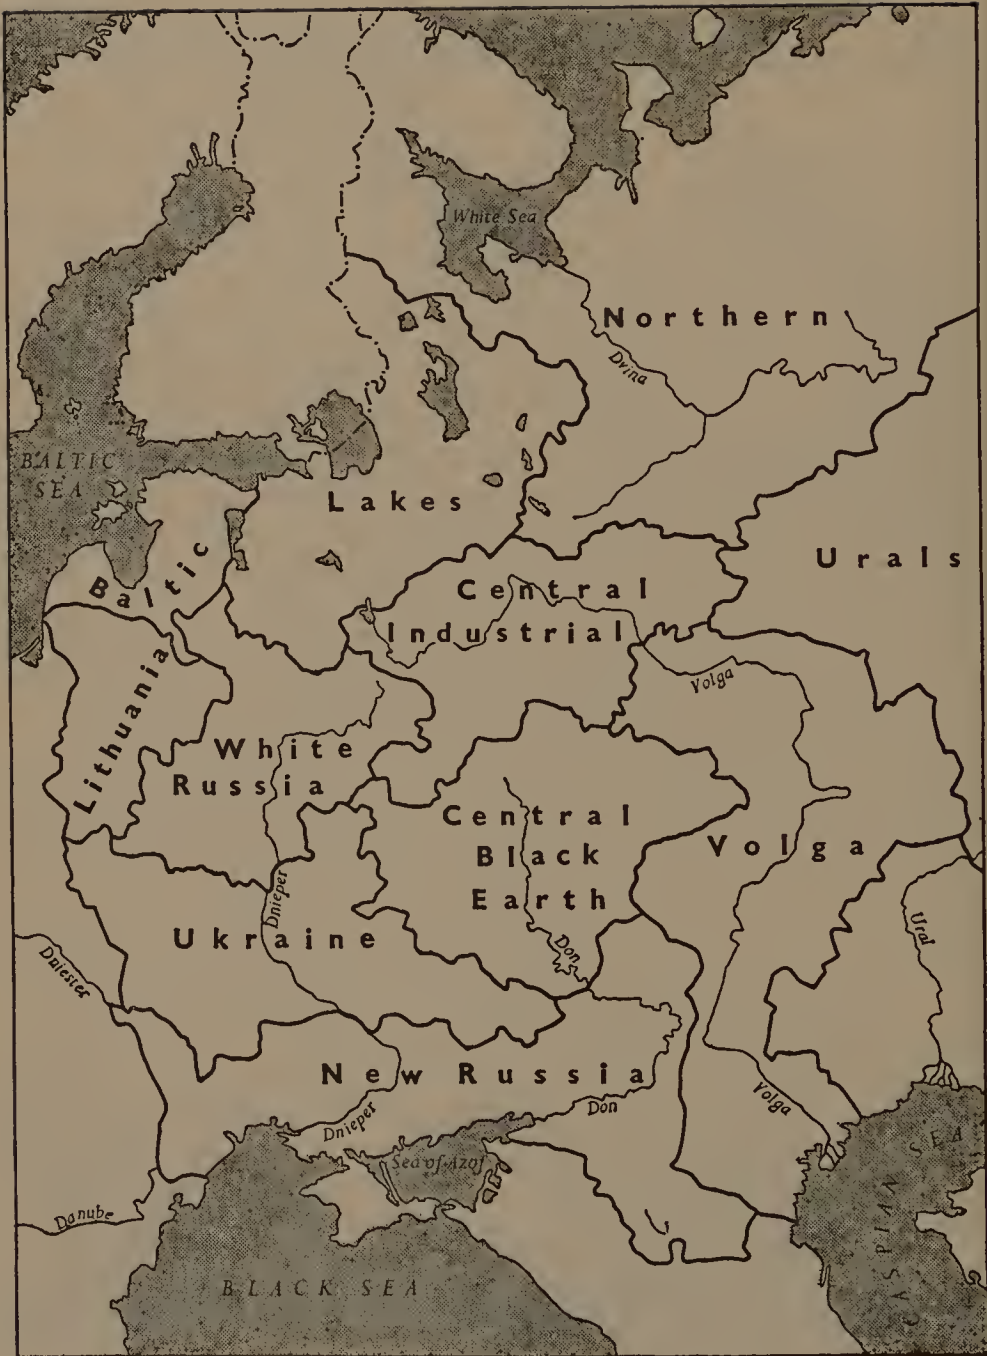 White Sea
Northern
Dvina
BALTIC
SEA
Lakes
Baltic
Urals
Central
Industrial
Lithuania
Volga
White
Russia
Central
Black
Earth
Volga
Dnieper
Ukraine
Don
Ural
Dniester
New Russia
Dnieper
Don
Volga
Sea of Azof
Danube
BLACK SEA
CASPIAN SEA